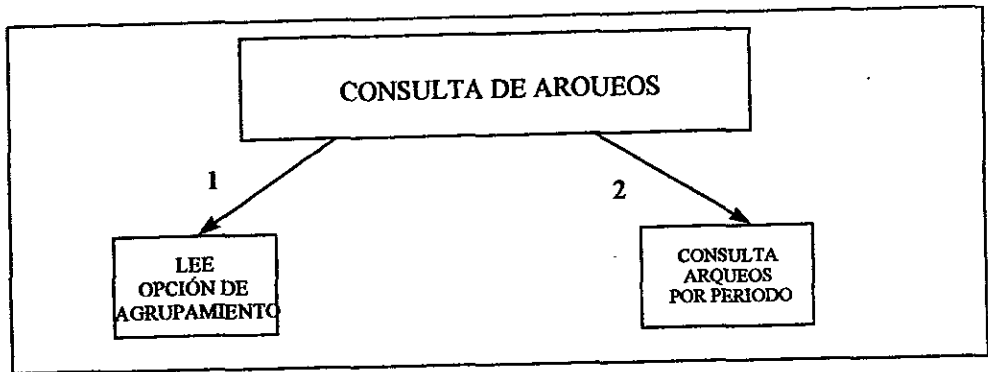 CONSULTA DE AROUEOS
1
2
LEE
OPCIÓN DE
AGRUPAMIENTO
CONSULTA
ARQUEOS
POR PERIODO